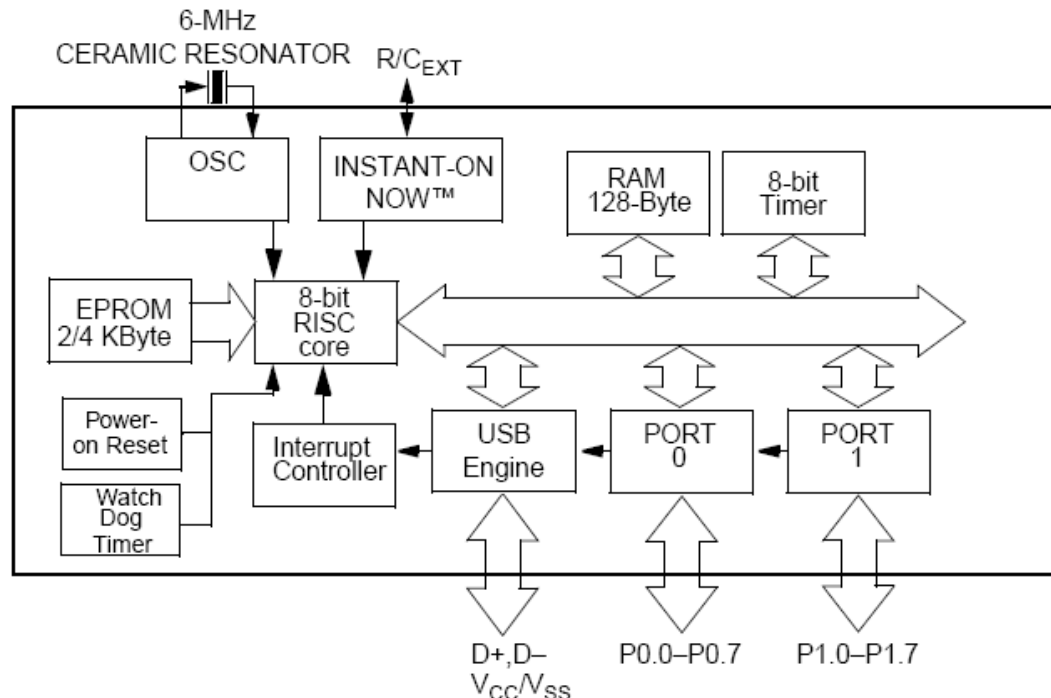 6-MHz
CERAMIC RESONATOR
R/CEXT
OSC
INSTANT-ON
NOW™
RAM
128-Byte
8-bit
Timer
EPROM
2/4 KByte
8-bit
RISC
core
Power-
on Reset
Watch
Dog
Timer
Interrupt
Controller
USB
Engine
PORT
0
PORT
1
D+,D–
VCC/VSS
P0.0–P0.7
P1.0–P1.7